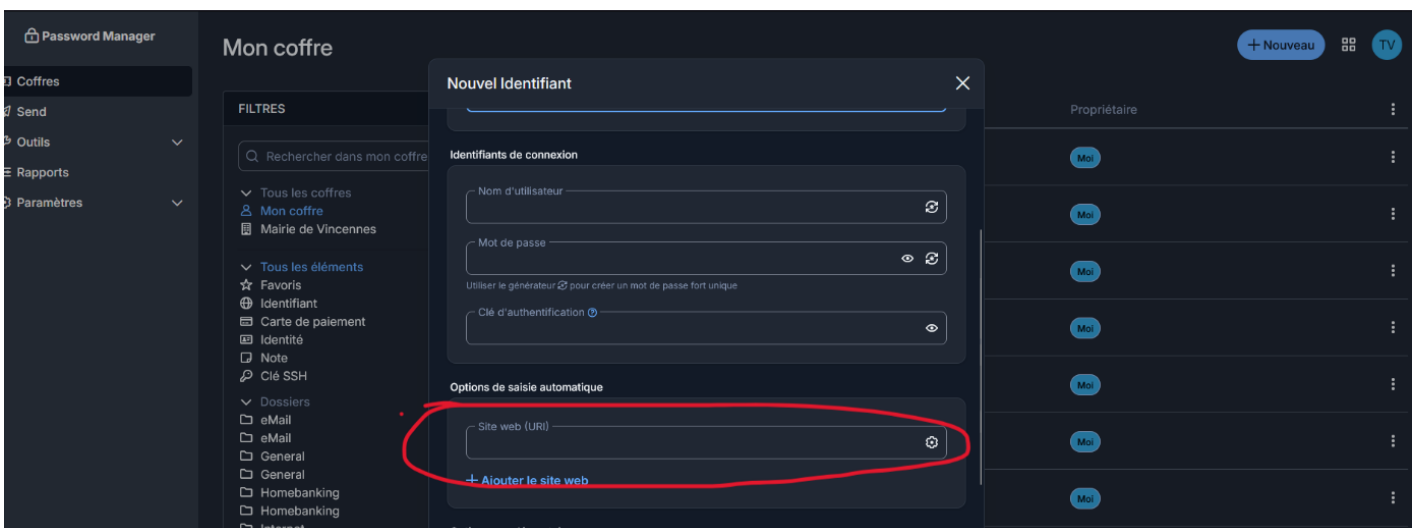 Password Manager
Coffres
Send
Outils
Rapports
Paramètres
Mon coffre
Nouveau
TV
FILTRES
Rechercher dans mon coffre
Tous les coffres
Mon coffre
Mairie de Vincennes
Tous les éléments
Favoris
Identifiant
Carte de paiement
Identité
Note
Clé SSH
Dossiers
eMail
eMail
General
General
Homebanking
Homebanking
Nouvel Identifiant
Identifiants de connexion
Nom d'utilisateur
Mot de passe
Utiliser le générateur pour créer un mot de passe fort unique
Clé d'authentification
Options de saisie automatique
Site web (URI)
+ Ajouter le site web
Propriétaire
Moi
Moi
Moi
Moi
Moi
Moi
Moi